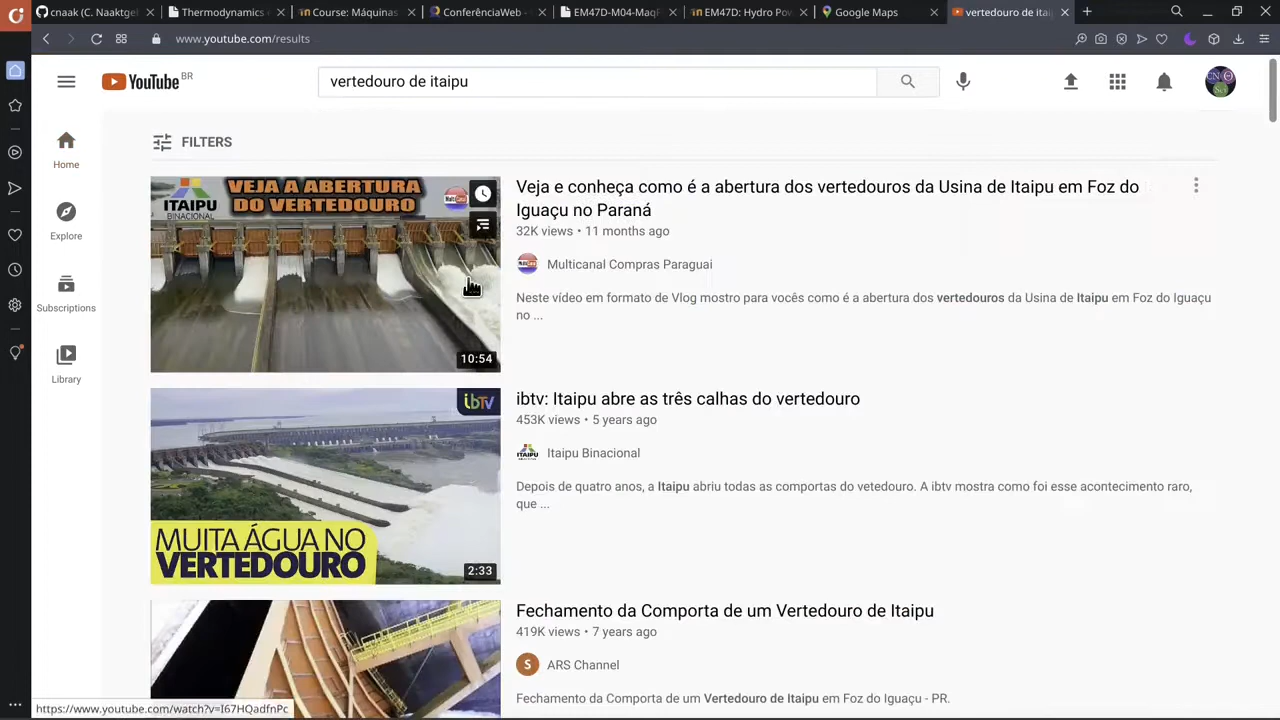 cnaak (C. Naaktge
Thermodynamics
Course: Máquinas
ConferênciaWeb -
EM47D-M04-MaqF
EM47D: Hydro Po
Google Maps
vertedouro de itai
www.youtube.com/results
YouTube BR
vertedouro de itaipu
FILTERS
Home
Explore
Subscriptions
Library
VEJA A ABERTURA
DO VERTEDOURO
ITAIPU
BINACIONAL
10:54
Veja e conheça como é a abertura dos vertedouros da Usina de Itaipu em Foz do
Iguaçu no Paraná
32K views • 11 months ago
Multicanal Compras Paraguai
Neste vídeo em formato de Vlog mostro para vocês como é a abertura dos vertedouros da Usina de Itaipu em Foz do Iguaçu
no ...
ibtv
MUITA ÁGUA NO
VERTEDOURO
2:33
ibtv: Itaipu abre as três calhas do vertedouro
453K views • 5 years ago
ITAIPU
Itaipu Binacional
Depois de quatro anos, a Itaipu abriu todas as comportas do vetedouro. A ibtv mostra como foi esse acontecimento raro,
que ...
Fechamento da Comporta de um Vertedouro de Itaipu
419K views • 7 years ago
S
ARS Channel
Fechamento da Comporta de um Vertedouro de Itaipu em Foz do Iguaçu - PR.
https://www.youtube.com/watch?v=I67HQadfnPc